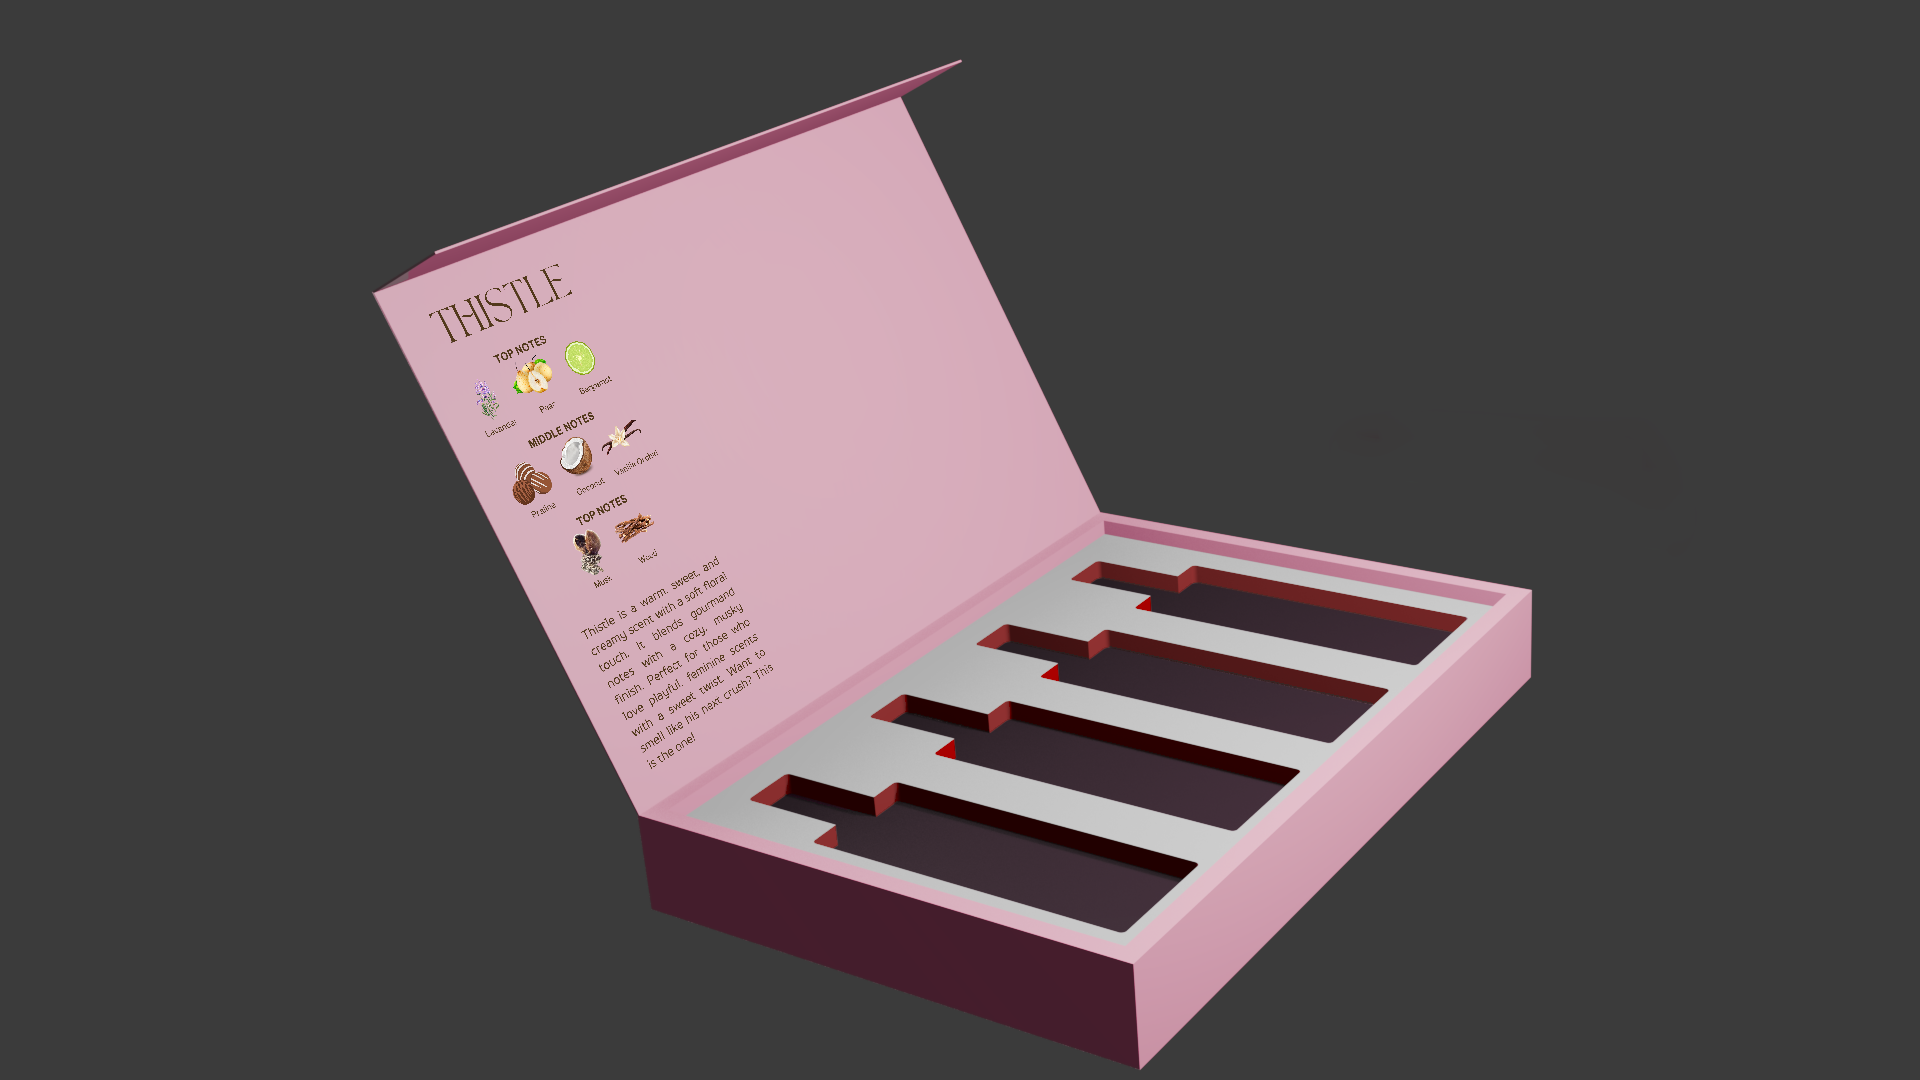 THISTLE
TOP NOTES
Lavander
Pear
Bergamot
MIDDLE NOTES
Praline
Coconut
Vanilla Orchid
TOP NOTES
Musk
Wood
Thistle is a warm, sweet, and
creamy scent with a soft floral
touch. It blends gourmand
notes with a cozy, musky
finish. Perfect for those who
love playful, feminine scents
with a sweet twist. Want to
smell like his next crush? This
is the one!